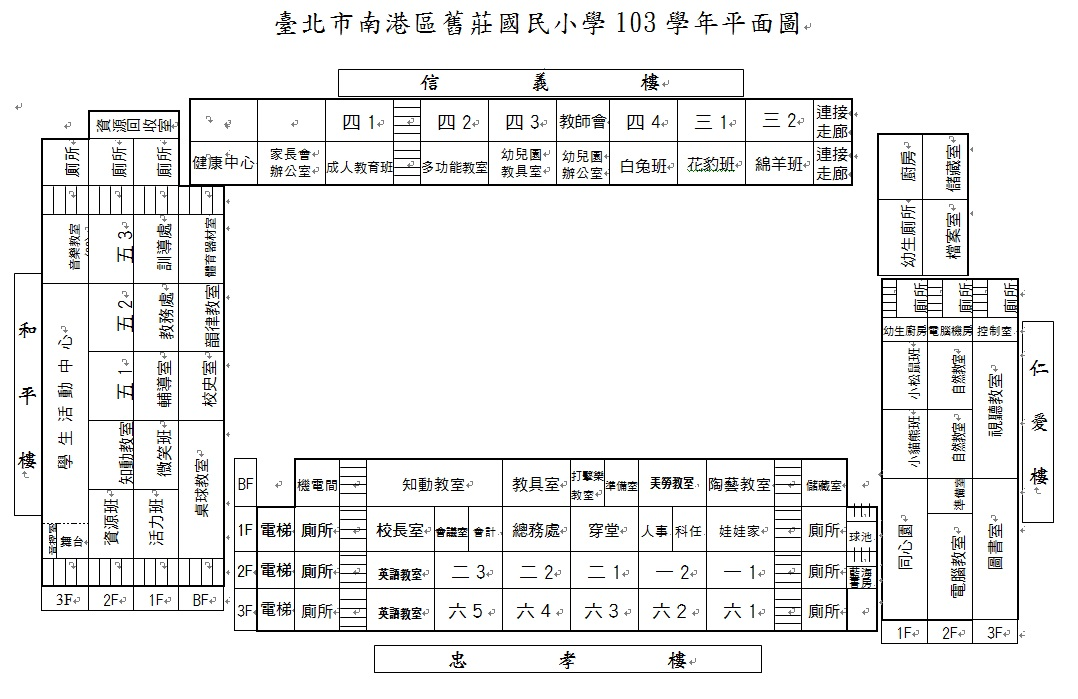 臺北市南港區舊莊國民小學 103 學年平面圖
信 義 樓
四 1 四 2 四 3 教師會 四 4 三 1 三 2 連接走廊
健康中心 家長會辦公室 成人教育班 多功能教室 幼兒園教具室 幼兒園辦公室 白兔班 花豹班 綿羊班 連接走廊
資源回收室
廁所 廁所 廁所
音樂教室 五 3 訓導處 體育器材室
和平樓
學生活動中心
五 2 教務處 韻律教室
五 1 輔導室 校史室
知動教室 微笑班 桌球教室
舞台 資源班 活力班
3F 2F 1F BF
廚房 儲藏室
幼生廁所 檔案室
廁所 廁所 廁所
幼生廚房 電腦機房 控制室
小松鼠班 自然教室 視聽教室
小貓熊班 自然教室
準備室
同心園 電腦教室 圖書室
1F 2F 3F
仁愛樓
BF 機電間 知動教室 教具室 打擊樂教室 準備室 美勞教室 陶藝教室 儲藏室
1F 電梯 廁所 校長室 會議室 會計 總務處 穿堂 人事 科任 娃娃家 廁所 球池
2F 電梯 廁所 英語教室 二 3 二 2 二 1 一 2 一 1 廁所
3F 電梯 廁所 英語教室 六 5 六 4 六 3 六 2 六 1 廁所
忠 孝 樓